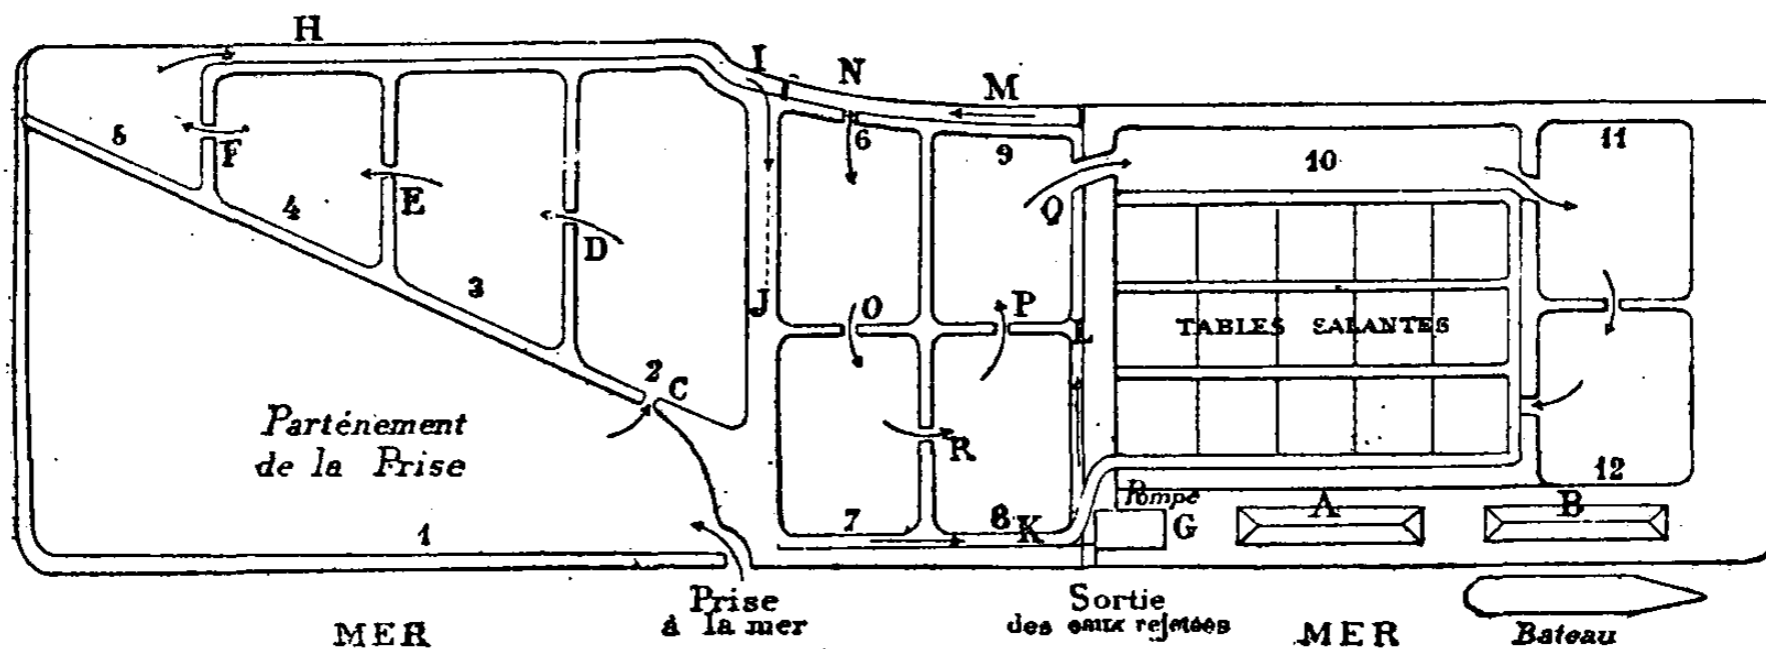 H
I
N
M
5
F
6
9
10
11
4
E
Q
D
3
J
O
P
L
TABLES SALANTES
2
C
Parténement
de la Prise
R
12
Pompe
A
B
1
7
8
K
G
Prise
à la mer
Sortie
des eaux rejetées
MER
MER
Bateau